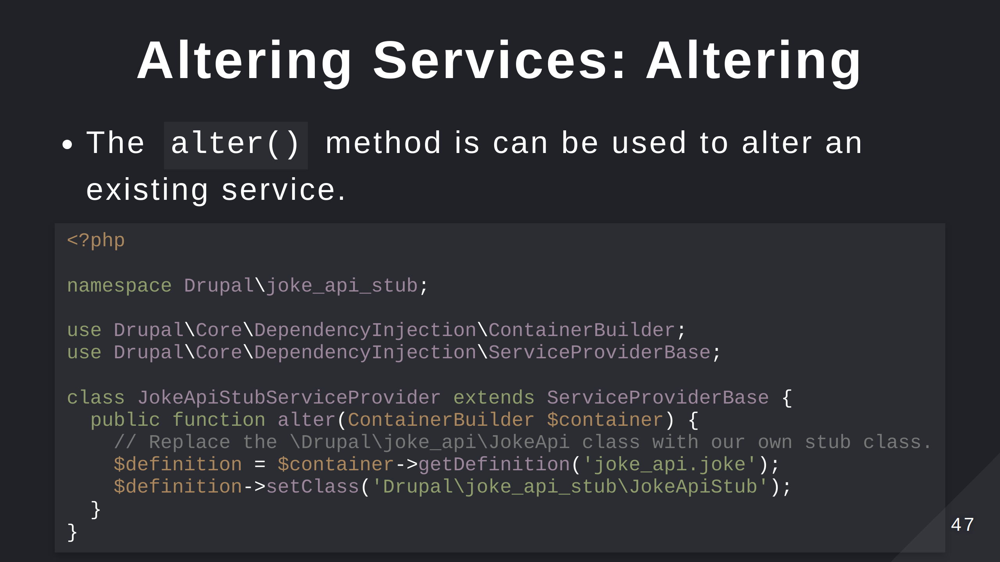 Altering Services: Altering
• The alter() method is can be used to alter an
existing service.
<?php

namespace Drupal\joke_api_stub;

use Drupal\Core\DependencyInjection\ContainerBuilder;
use Drupal\Core\DependencyInjection\ServiceProviderBase;

class JokeApiStubServiceProvider extends ServiceProviderBase {
  public function alter(ContainerBuilder $container) {
    // Replace the \Drupal\joke_api\JokeApi class with our own stub class.
    $definition = $container->getDefinition('joke_api.joke');
    $definition->setClass('Drupal\joke_api_stub\JokeApiStub');
  }
}
47